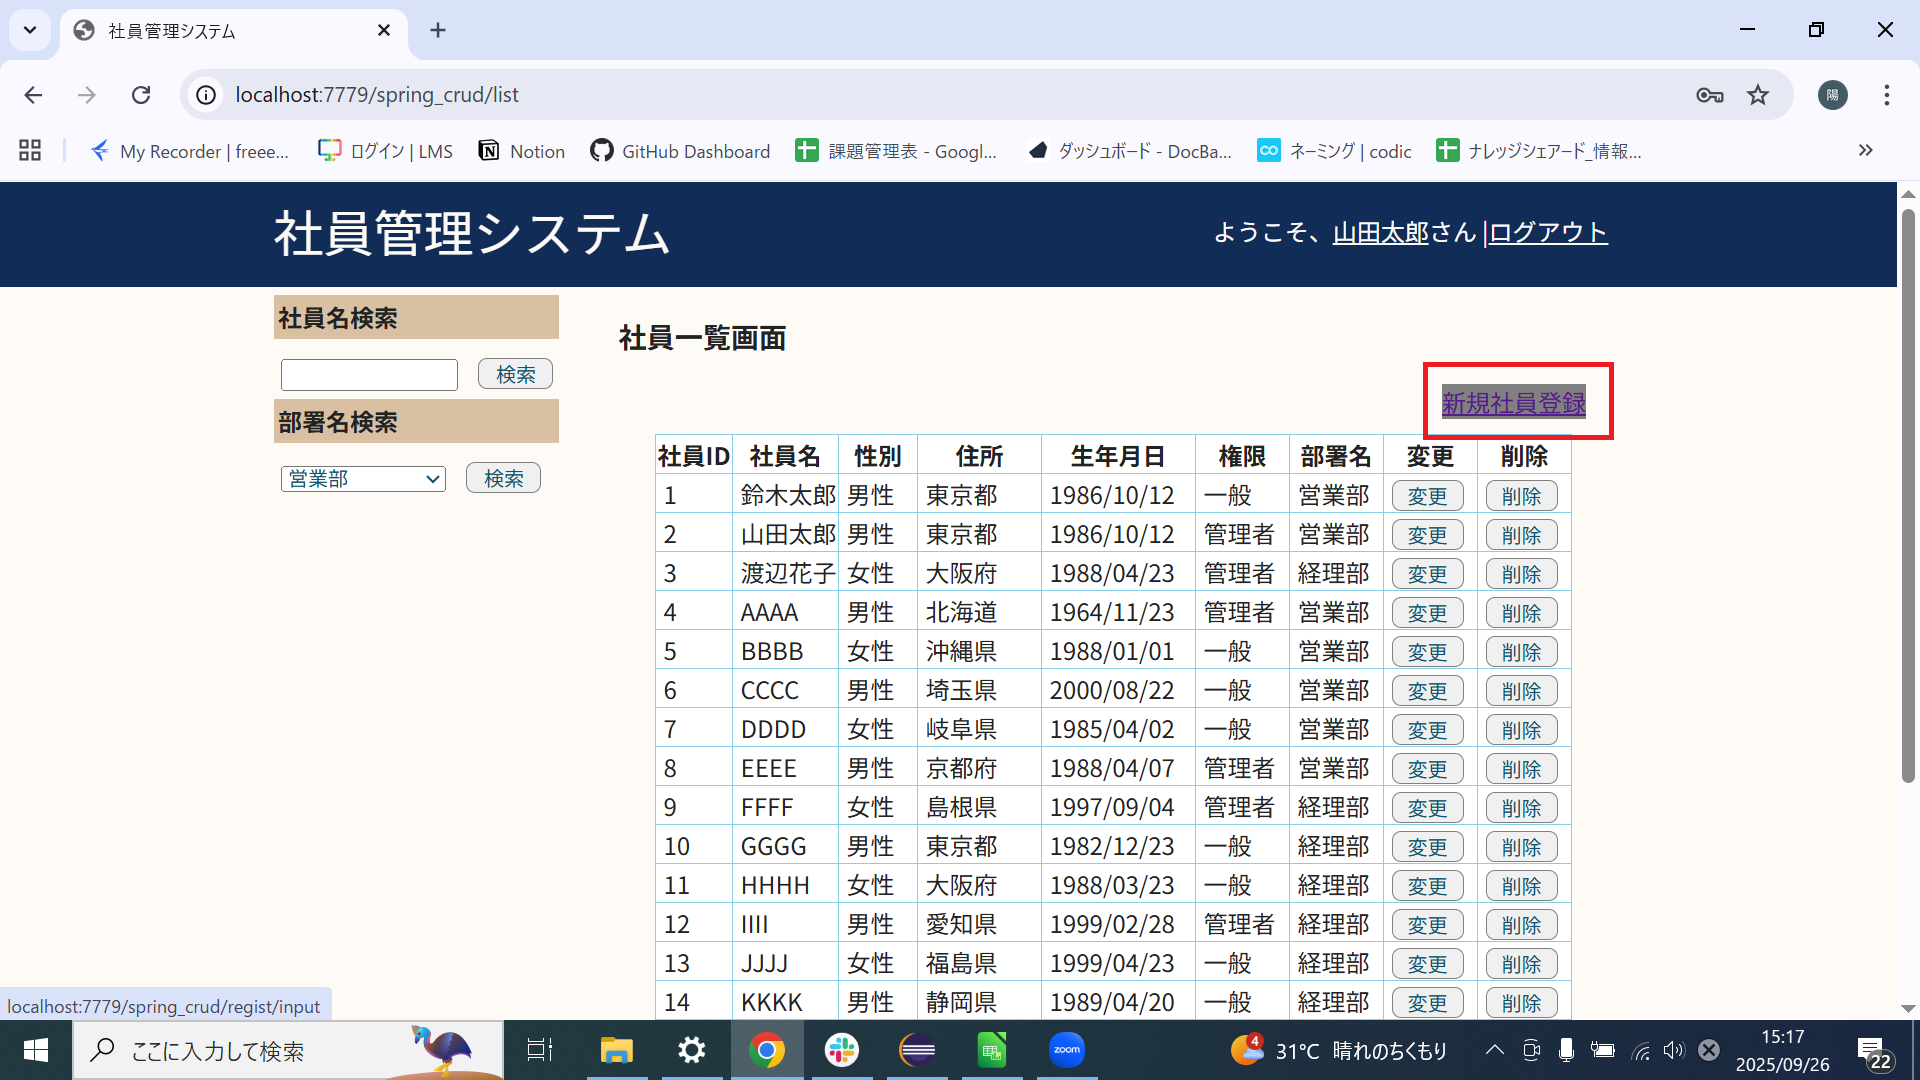 社員管理システム
localhost:7779/spring_crud/list
陽
My Recorder | freee...
ログイン | LMS
Notion
GitHub Dashboard
課題管理表 - Googl...
ダッシュボード - DocBa...
ネーミング | codic
ナレッジシェアード_情報...
社員管理システム
ようこそ、山田太郎さん |ログアウト
社員名検索
検索
部署名検索
営業部 検索
社員一覧画面
新規社員登録
社員ID 社員名 性別 住所 生年月日 権限 部署名 変更 削除
1 鈴木太郎 男性 東京都 1986/10/12 一般 営業部 変更 削除
2 山田太郎 男性 東京都 1986/10/12 管理者 営業部 変更 削除
3 渡辺花子 女性 大阪府 1988/04/23 管理者 経理部 変更 削除
4 AAAA 男性 北海道 1964/11/23 管理者 営業部 変更 削除
5 BBBB 女性 沖縄県 1988/01/01 一般 営業部 変更 削除
6 CCCC 男性 埼玉県 2000/08/22 一般 営業部 変更 削除
7 DDDD 女性 岐阜県 1985/04/02 一般 営業部 変更 削除
8 EEEE 男性 京都府 1988/04/07 管理者 営業部 変更 削除
9 FFFF 女性 島根県 1997/09/04 管理者 経理部 変更 削除
10 GGGG 男性 東京都 1982/12/23 一般 経理部 変更 削除
11 HHHH 女性 大阪府 1988/03/23 一般 経理部 変更 削除
12 IIII 男性 愛知県 1999/02/28 管理者 経理部 変更 削除
13 JJJJ 女性 福島県 1999/04/23 一般 経理部 変更 削除
14 KKKK 男性 静岡県 1989/04/20 一般 経理部 変更 削除
localhost:7779/spring_crud/regist/input
ここに入力して検索
zoom
4
31°C 晴れのちくもり
15:17
2025/09/26
22